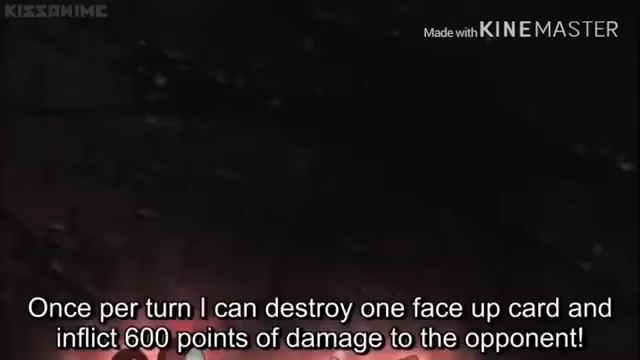 KISSANIME
Made with KINEMASTER
Once per turn I can destroy one face up card and
inflict 600 points of damage to the opponent!